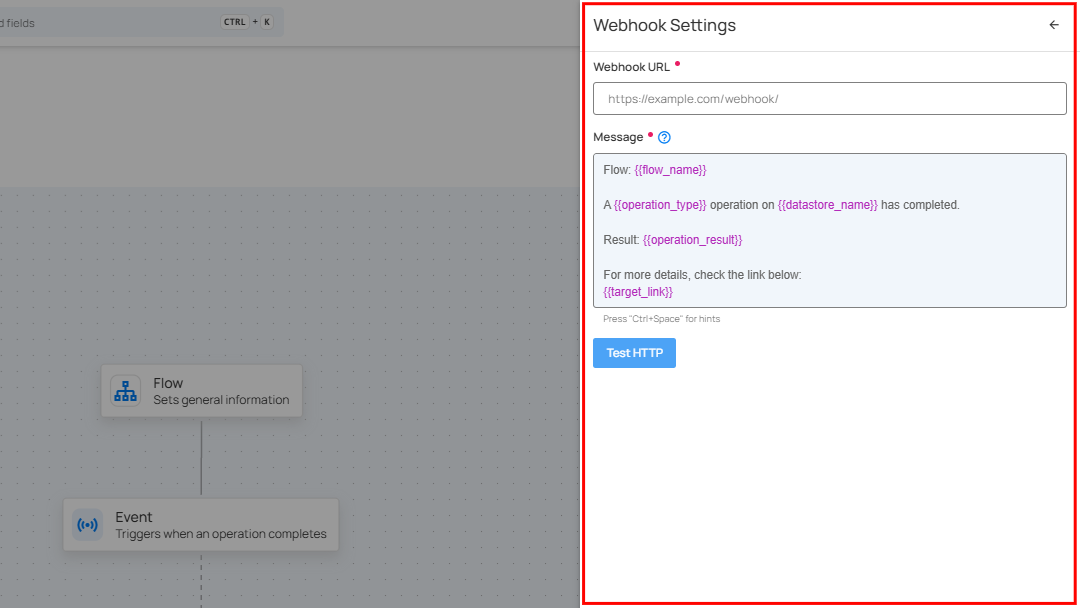 d fields
CTRL + K
Webhook Settings
Webhook URL
https://example.com/webhook/
Message
Flow: {{flow_name}}
A {{operation_type}} operation on {{datastore_name}} has completed.
Result: {{operation_result}}
For more details, check the link below:
{{target_link}}
Press "Ctrl+Space" for hints
Test HTTP
Flow
Sets general information
Event
Triggers when an operation completes